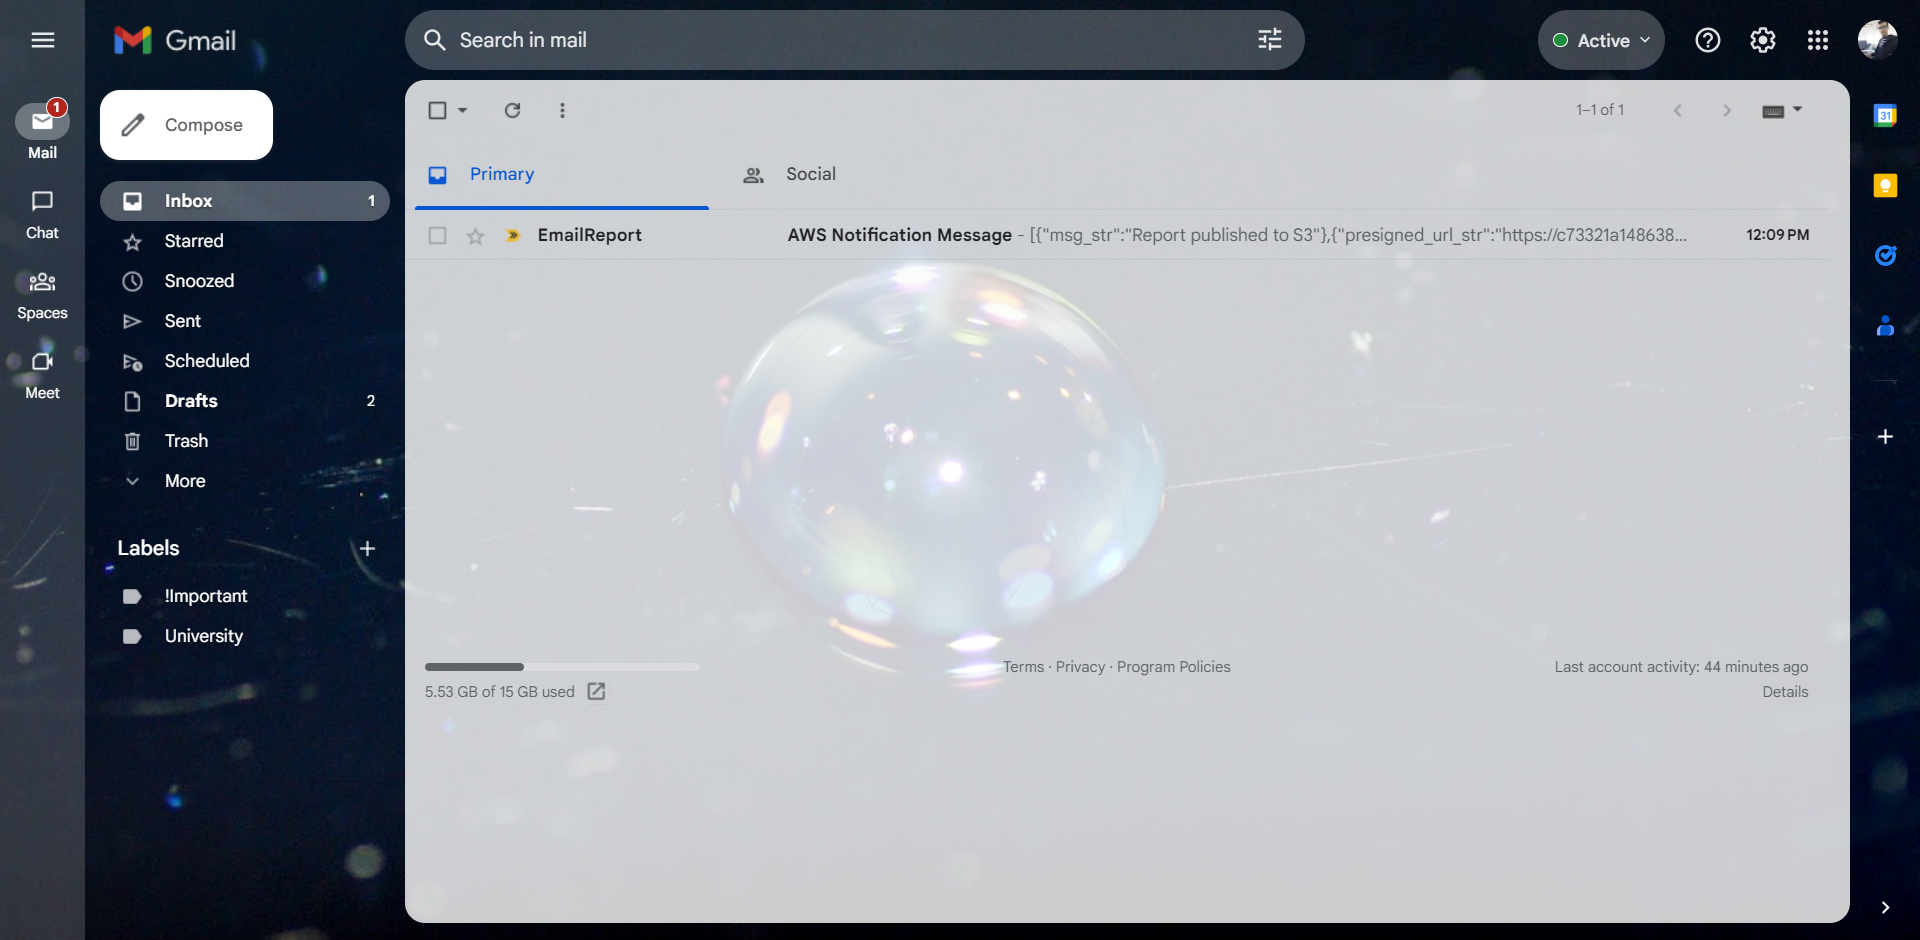 Gmail
Search in mail
Active
1
Mail
Chat
Spaces
Meet
Compose
Inbox 1
Starred
Snoozed
Sent
Scheduled
Drafts 2
Trash
More
Labels
!Important
University
1–1 of 1
Primary
Social
EmailReport AWS Notification Message - [{"msg_str":"Report published to S3"},{"presigned_url_str":"https://c73321a148638... 12:09 PM
5.53 GB of 15 GB used
Terms · Privacy · Program Policies
Last account activity: 44 minutes ago
Details
31